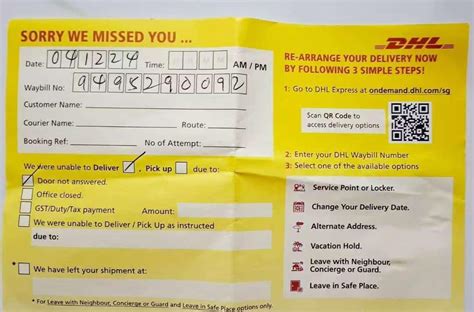 SORRY WE MISSED YOU ...
Date: 041224 Time: AM / PM
Waybill No: 9495290092
Customer Name:
Courier Name: Route:
Booking Ref: No of Attempt:
We were unable to Deliver ✓, Pick up due to:
✓ Door not answered.
Office closed.
GST/Duty/Tax payment Amount:
We were unable to Deliver / Pick Up as instructed
due to:
* We have left your shipment at:
* For Leave with Neighbour, Concierge or Guard and Leave in Safe Place options only.
DHL
RE-ARRANGE YOUR DELIVERY NOW
BY FOLLOWING 3 SIMPLE STEPS!
1: Go to DHL Express at ondemand.dhl.com/sg
Scan QR Code to
access delivery options
2: Enter your DHL Waybill Number
3: Select one of the available options
Service Point or Locker.
Change Your Delivery Date.
Alternate Address.
Vacation Hold.
Leave with Neighbour,
Concierge or Guard.
Leave in Safe Place.